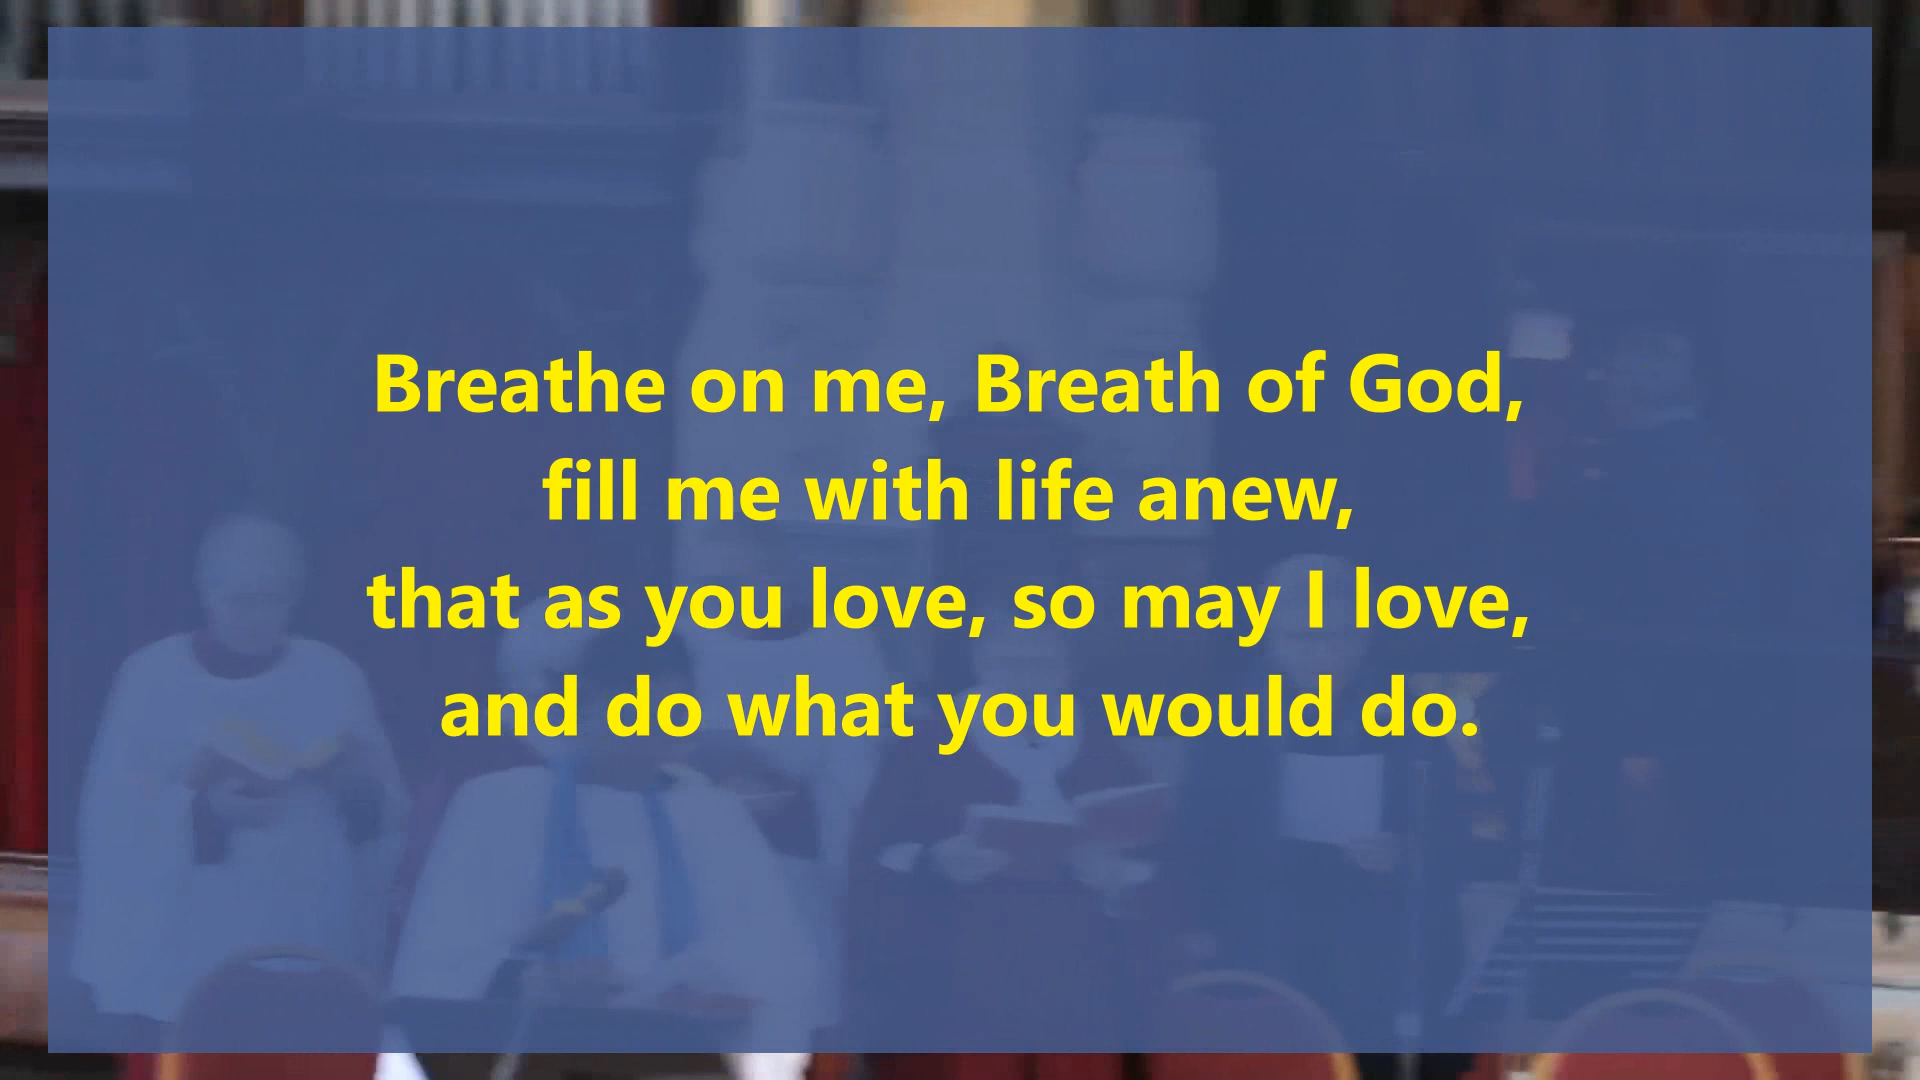 Breathe on me, Breath of God,
fill me with life anew,
that as you love, so may I love,
and do what you would do.